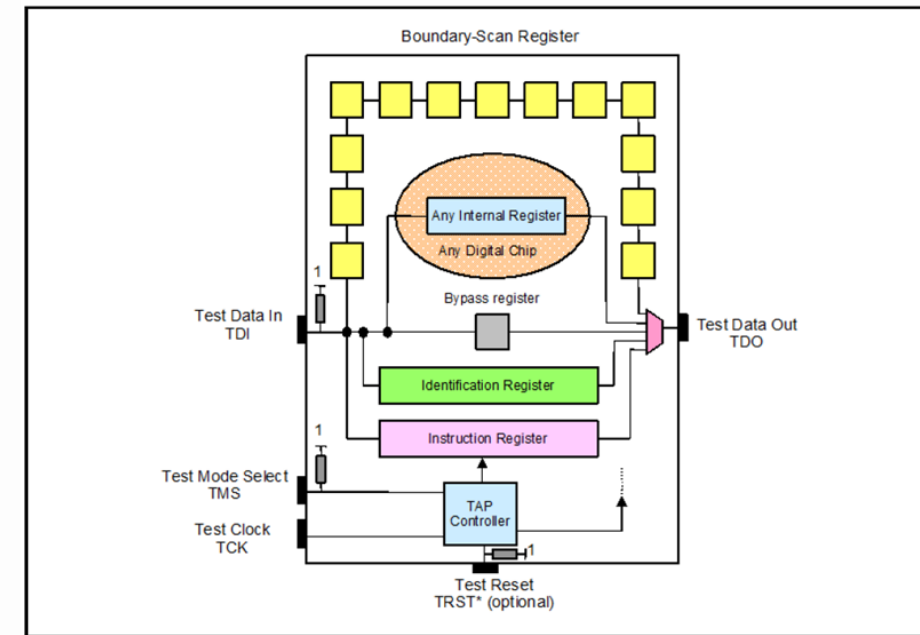 Boundary-Scan Register
Any Internal Register
Any Digital Chip
1
Bypass register
Test Data In
TDI
Test Data Out
TDO
Identification Register
1
Instruction Register
Test Mode Select
TMS
TAP
Controller
Test Clock
TCK
1
Test Reset
TRST* (optional)